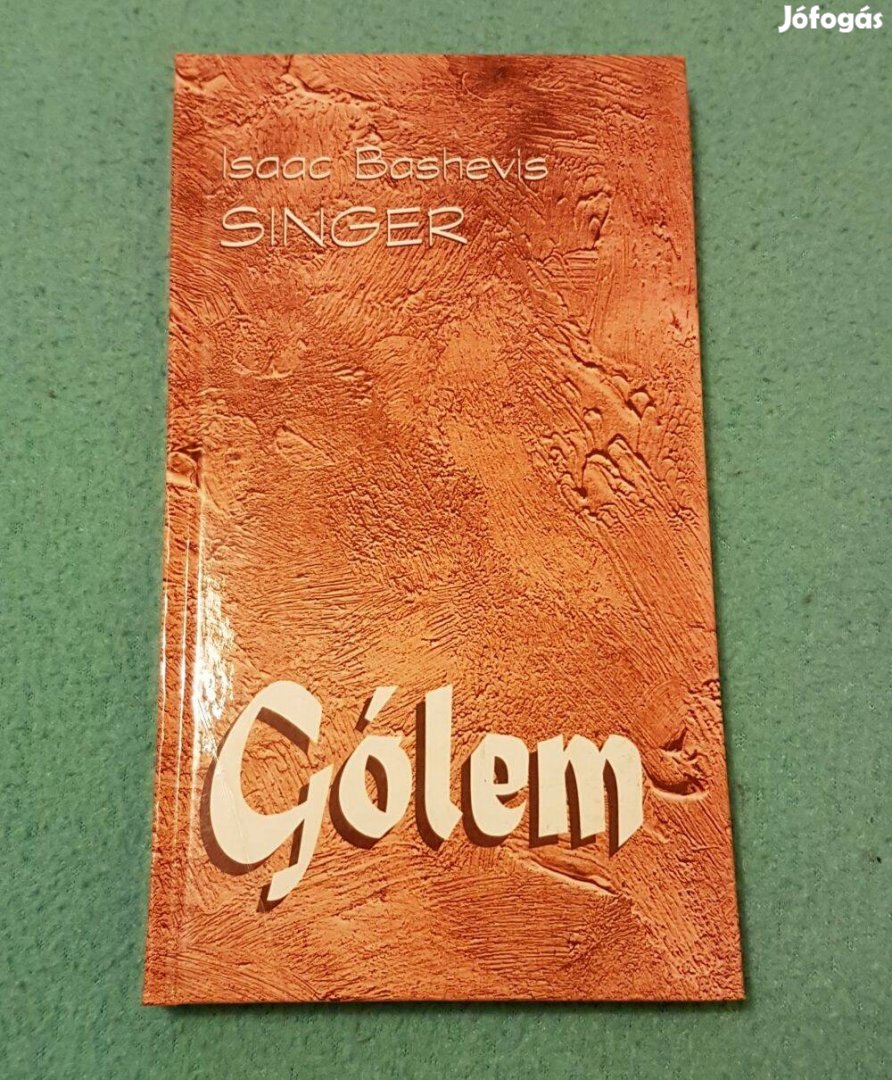 Jófogás
Isaac Bashevis
SINGER
Gólem